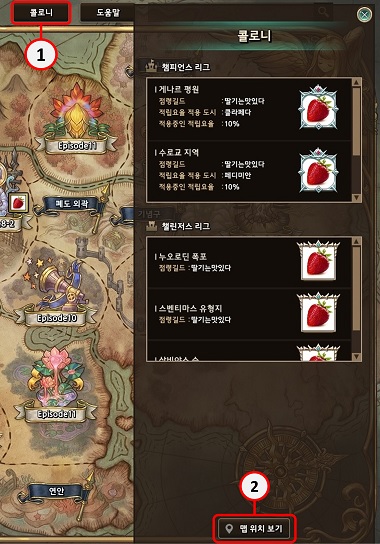 콜로니
도움말
1
콜로니
챔피언스 리그
게나르 평원
점령길드 : 딸기는맛있다
적립요율 적용 도시 : 클라페다
적용중인 적립요율 : 10%
수로교 지역
점령길드 : 딸기는맛있다
적립요율 적용 도시 : 페디미안
적용중인 적립요율 : 10%
챌린저스 리그
누오로딘 폭포
점령길드 : 딸기는맛있다
스벤티마스 유형지
점령길드 : 딸기는맛있다
Episode11
페도 외곽
8-2
기념구
Episode10
Episode11
연안
2
맵 위치 보기